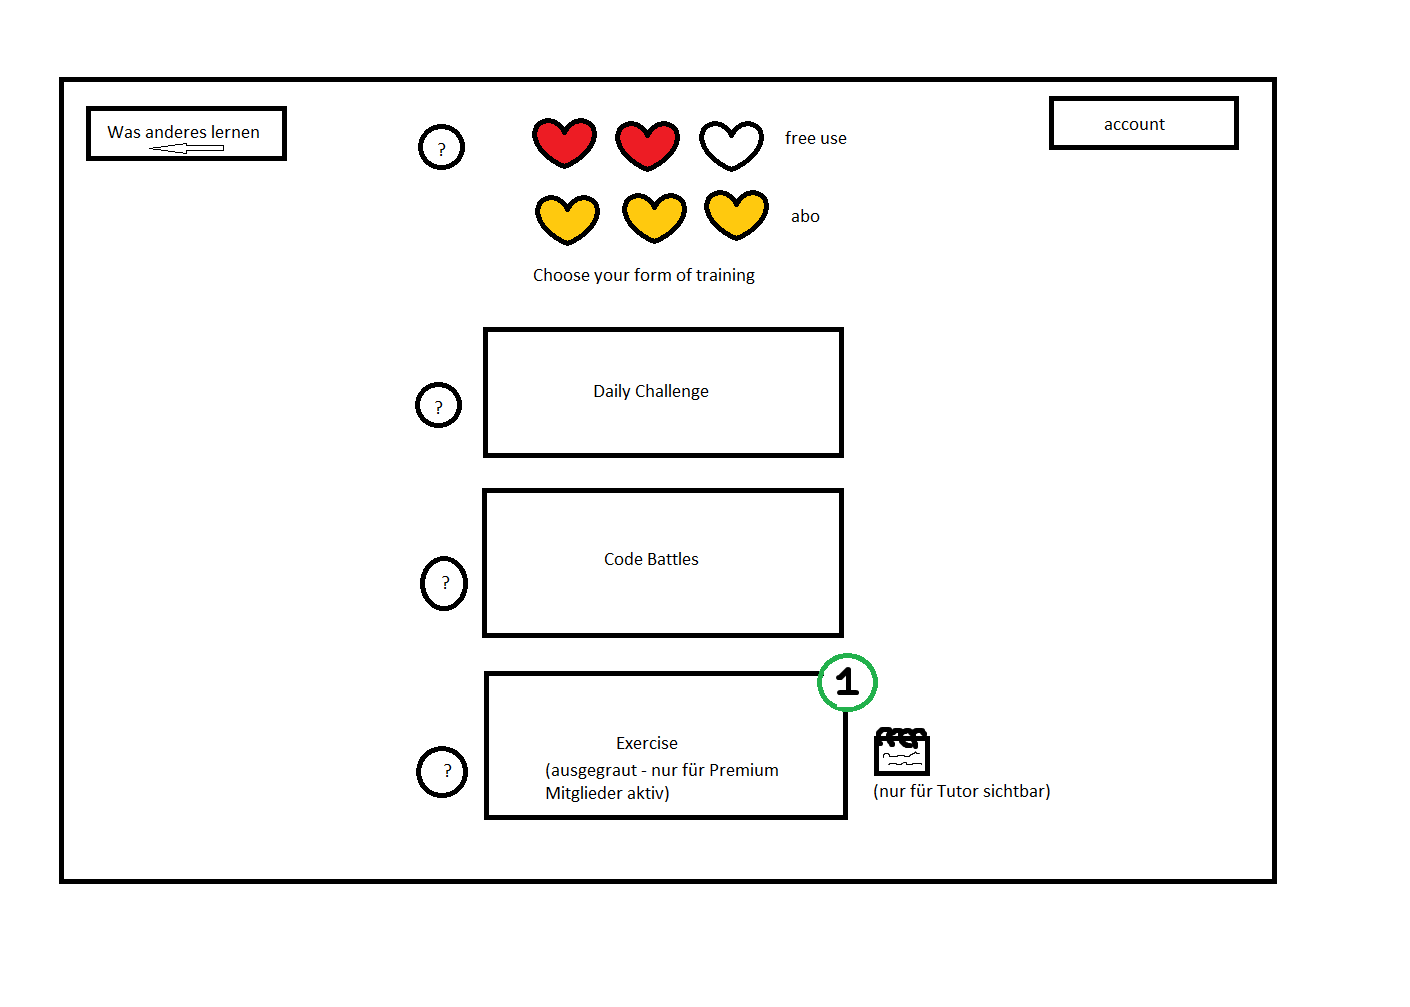 Was anderes lernen
?
free use
account
abo
Choose your form of training
?
Daily Challenge
?
Code Battles
1
?
Exercise
(ausgegraut - nur für Premium
Mitglieder aktiv)
(nur für Tutor sichtbar)